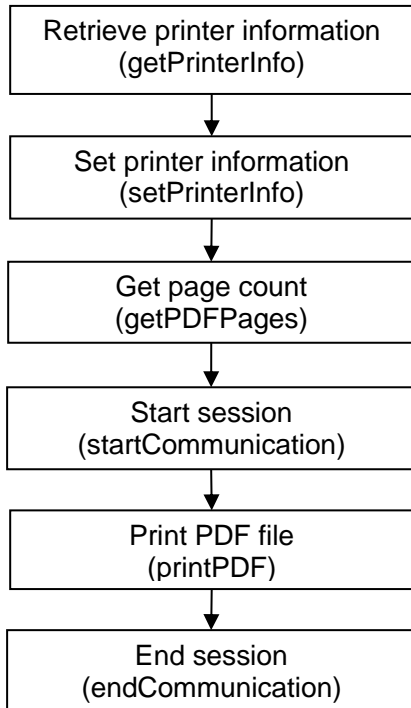 Retrieve printer information
(getPrinterInfo)
Set printer information
(setPrinterInfo)
Get page count
(getPDFPages)
Start session
(startCommunication)
Print PDF file
(printPDF)
End session
(endCommunication)